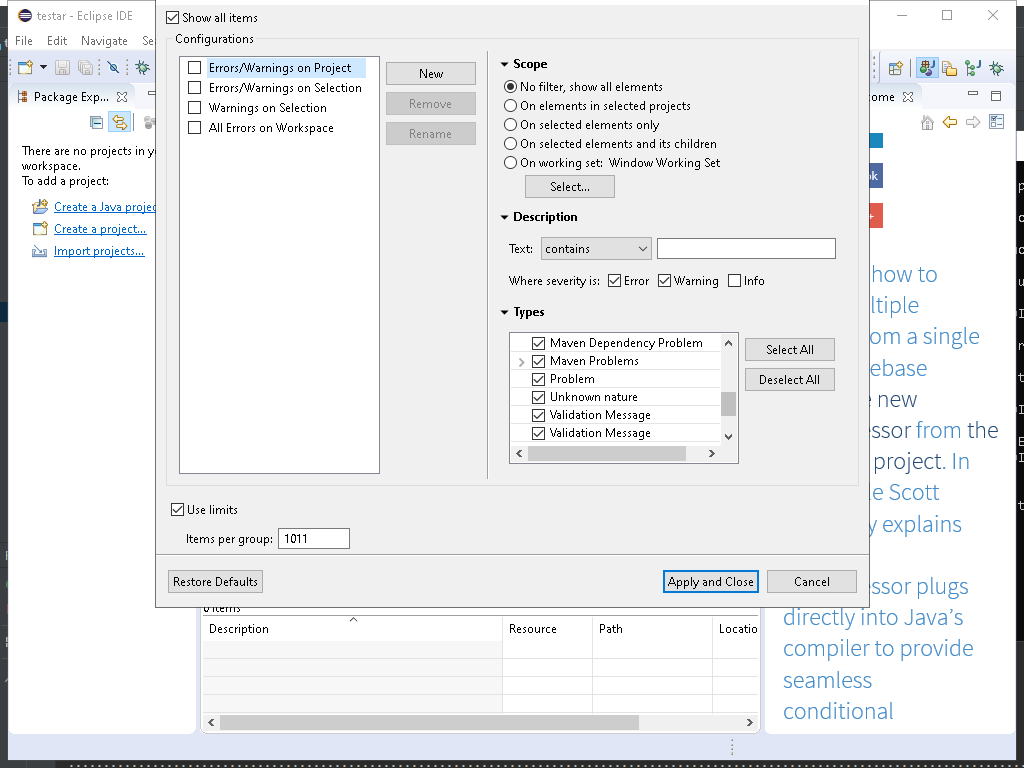 testar - Eclipse IDE
File Edit Navigate
Package Exp...
There are no projects in
workspace.
To add a project:
Create a Java
Create a project...
Import projects...
Show all items
Configurations
Errors/Warnings on Project
Errors/Warnings on Selection
Warnings on Selection
All Errors on Workspace
New
Remove
Rename
Scope
No filter, show all elements
On elements in selected projects
On selected elements only
On selected elements and its children
On working set: Window Working Set
Select...
Description
Text: contains
Where severity is: Error Warning Info
Types
Maven Dependency Problem
Maven Problems
Problem
Unknown nature
Validation Message
Validation Message
Select All
Deselect All
Use limits
Items per group: 1011
Restore Defaults
Apply and Close
Cancel
0 items
Description Resource Path Locatio
ome
ok
+
how to
ltiple
om a single
ebase
e new
essor from the
project. In
le Scott
y explains
ssor plugs
directly into Java’s
compiler to provide
seamless
conditional